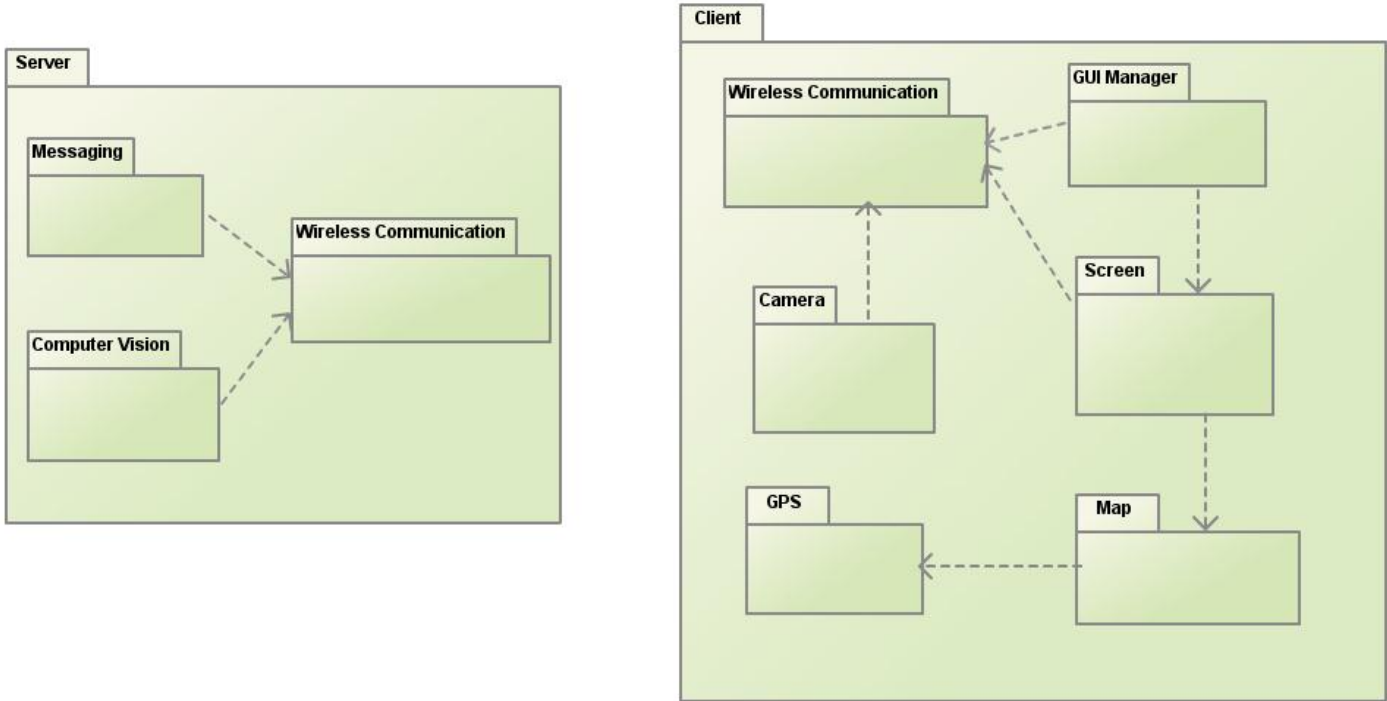 Server
Messaging
Wireless Communication
Computer Vision
Client
Wireless Communication
GUI Manager
Camera
Screen
GPS
Map